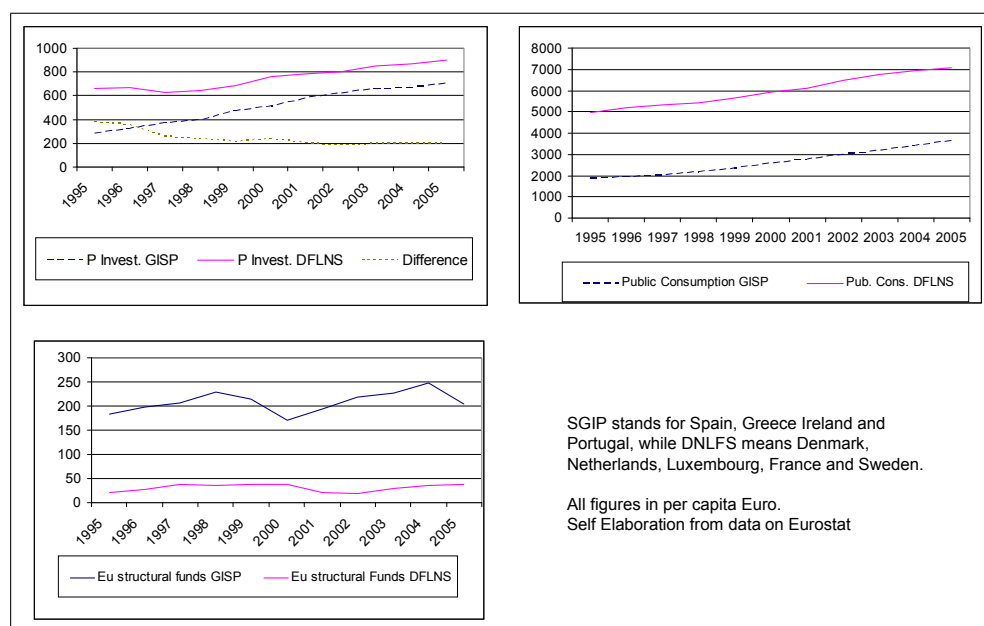 1000
800
600
400
200
0
1995 1996 1997 1998 1999 2000 2001 2002 2003 2004 2005
P Invest. GISP P Invest. DFLNS Difference
8000
7000
6000
5000
4000
3000
2000
1000
0
1995 1996 1997 1998 1999 2000 2001 2002 2003 2004 2005
Public Consumption GISP Pub. Cons. DFLNS
300
250
200
150
100
50
0
1995 1996 1997 1998 1999 2000 2001 2002 2003 2004 2005
Eu structural funds GISP Eu structural Funds DFLNS
SGIP stands for Spain, Greece Ireland and
Portugal, while DNLFS means Denmark,
Netherlands, Luxembourg, France and Sweden.
All figures in per capita Euro.
Self Elaboration from data on Eurostat